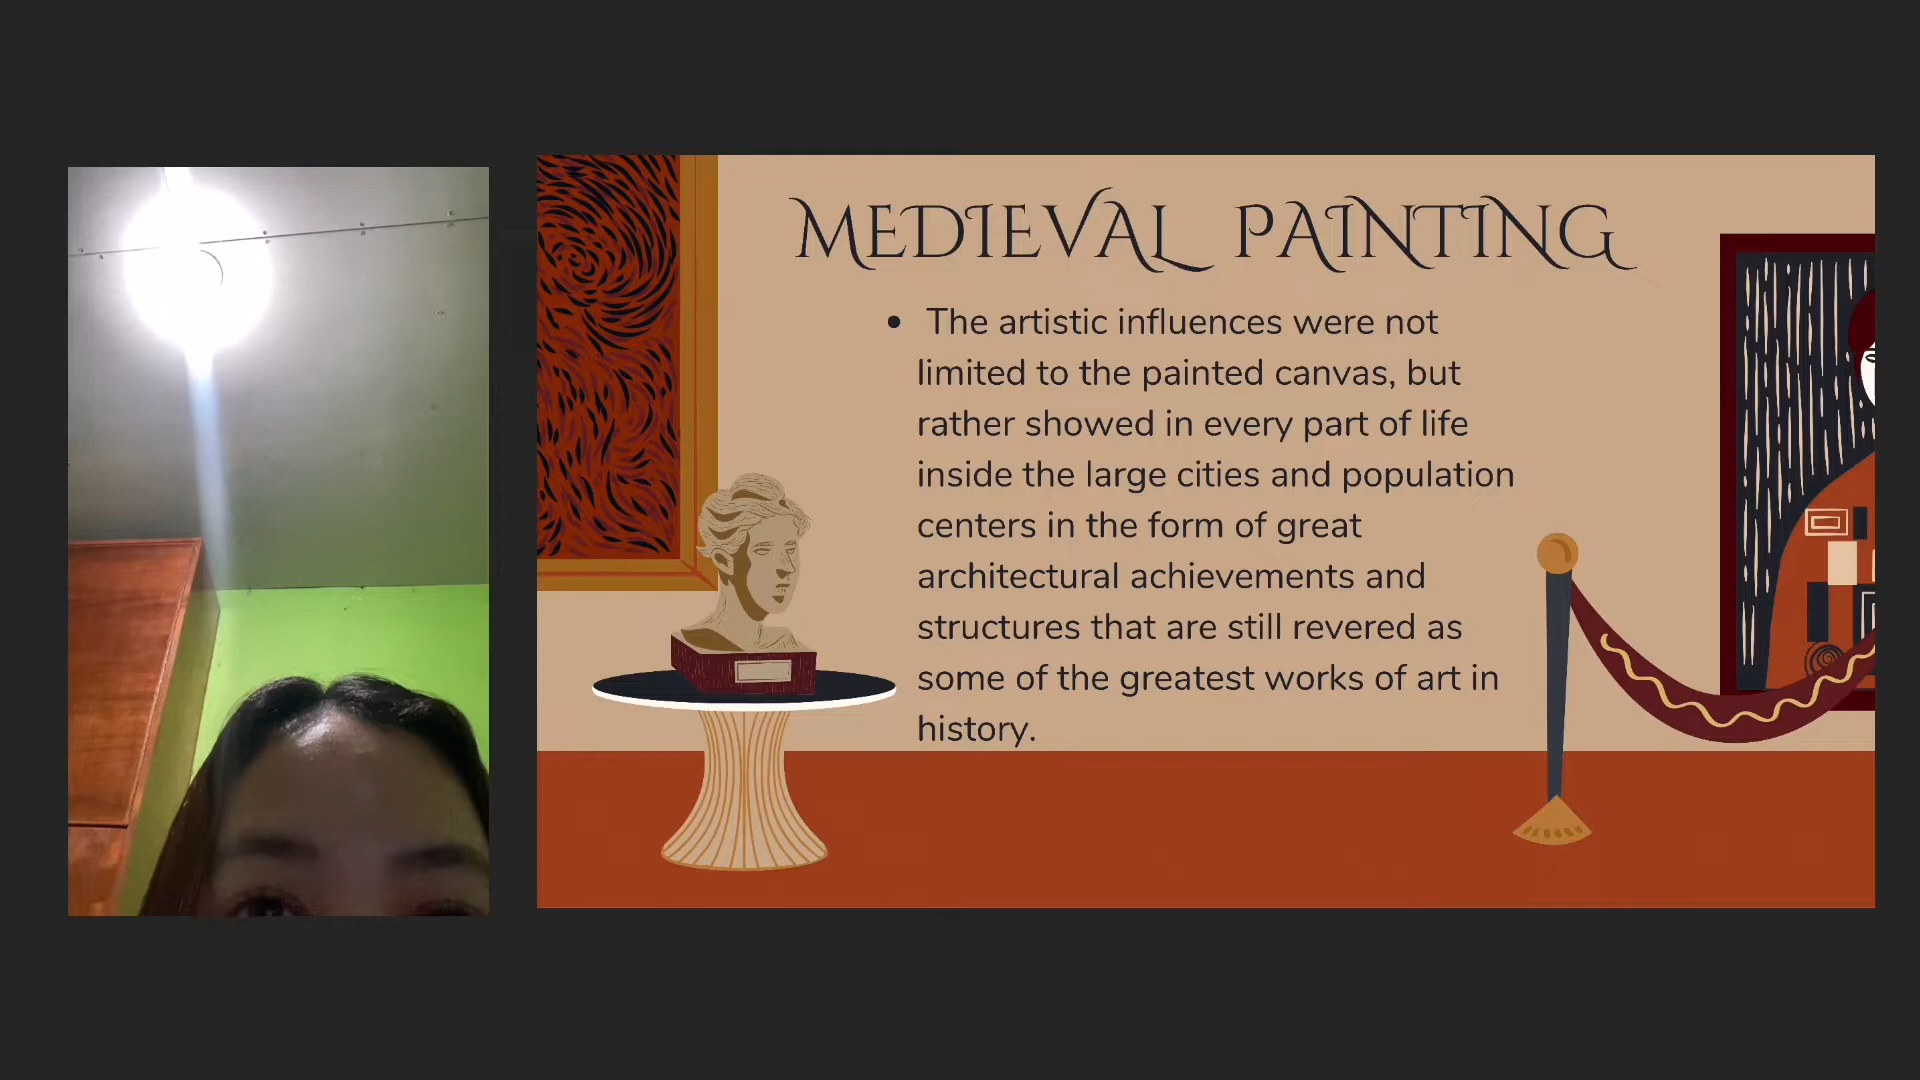 MEDIEVAL PAINTING
• The artistic influences were not
limited to the painted canvas, but
rather showed in every part of life
inside the large cities and population
centers in the form of great
architectural achievements and
structures that are still revered as
some of the greatest works of art in
history.